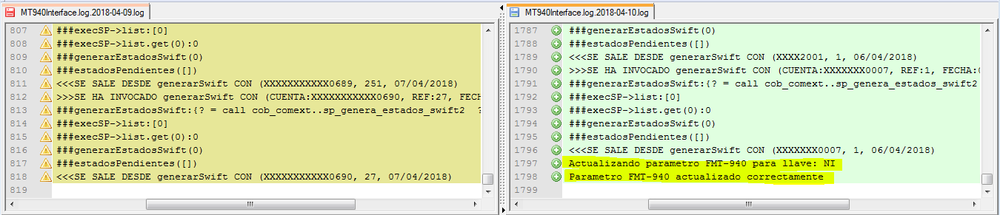 MT940Interface.log.2018-04-09.log
807 ###execSP->list:[0]
808 ###execSP->list.get(0):0
809 ###generarEstadosSwift(0)
810 ###estadosPendientes([])
811 <<<SE SALE DESDE generarSwift CON (XXXXXXXXXXX0689, 251, 07/04/2018)
812 >>>SE HA INVOCADO generarSwift CON (CUENTA:XXXXXXXXXXX0690, REF:27, FECH
813 ###generarEstadosSwift:{? = call cob_comext..sp_genera_estados_swift2 ?
814 ###execSP->list:[0]
815 ###execSP->list.get(0):0
816 ###generarEstadosSwift(0)
817 ###estadosPendientes([])
818 <<<SE SALE DESDE generarSwift CON (XXXXXXXXXXX0690, 27, 07/04/2018)
819
MT940Interface.log.2018-04-10.log
1787 ###generarEstadosSwift(0)
1788 ###estadosPendientes([])
1789 <<<SE SALE DESDE generarSwift CON (XXXX2001, 1, 06/04/2018)
1790 >>>SE HA INVOCADO generarSwift CON (CUENTA:XXXXXXX0007, REF:1, FECHA:
1791 ###generarEstadosSwift:{? = call cob_comext..sp_genera_estados_swift2
1792 ###execSP->list:[0]
1793 ###execSP->list.get(0):0
1794 ###generarEstadosSwift(0)
1795 ###estadosPendientes([])
1796 <<<SE SALE DESDE generarSwift CON (XXXXXXX0007, 1, 06/04/2018)
1797 Actualizando parametro FMT-940 para llave: NI
1798 Parametro FMT-940 actualizado correctamente
1799